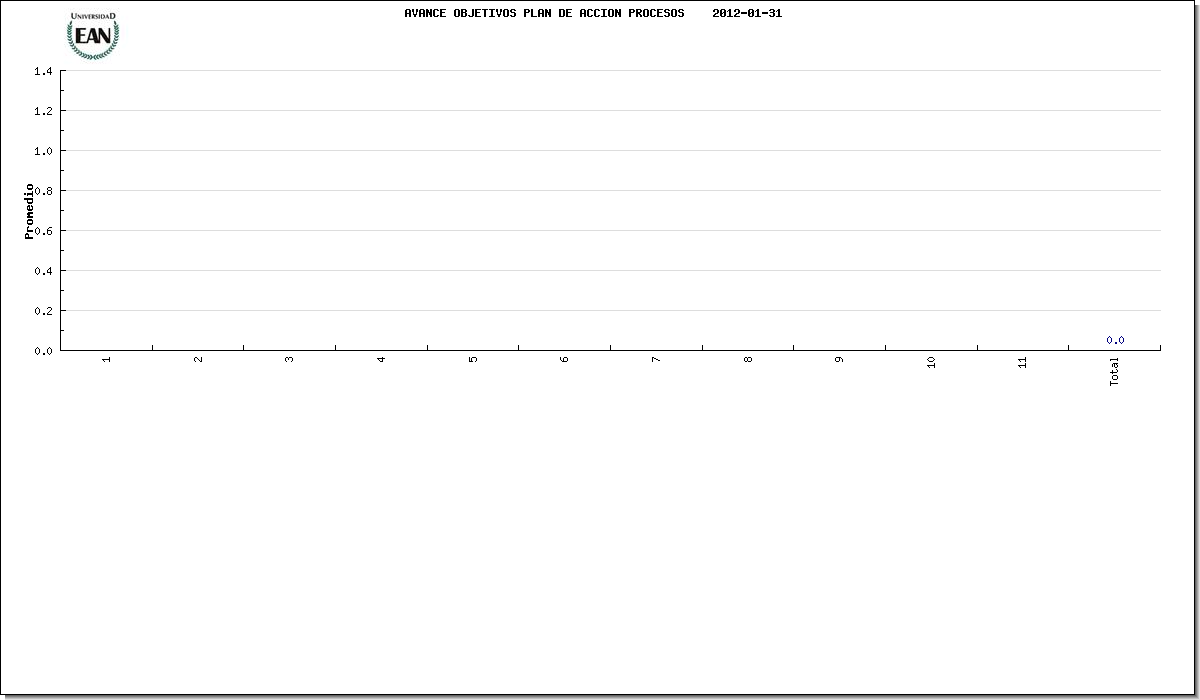 AVANCE OBJETIVOS PLAN DE ACCION PROCESOS 2012-01-31
UNIVERSIDAD
EAN
1.4
1.2
1.0
0.8
0.6
0.4
0.2
0.0
Promedio
0.0
1 2 3 4 5 6 7 8 9 10 11 Total